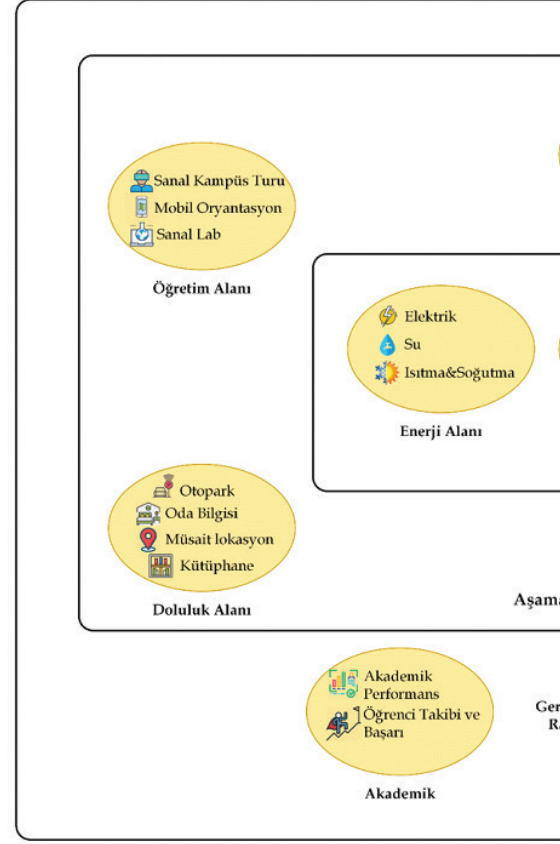 Sanal Kampüs Turu
Mobil Oryantasyon
Sanal Lab
Öğretim Alanı
Elektrik
Su
Isıtma&Soğutma
Enerji Alanı
Otopark
Oda Bilgisi
Müsait lokasyon
Kütüphane
Doluluk Alanı
Akademik
Performans
Öğrenci Takibi ve
Başarı
Akademik